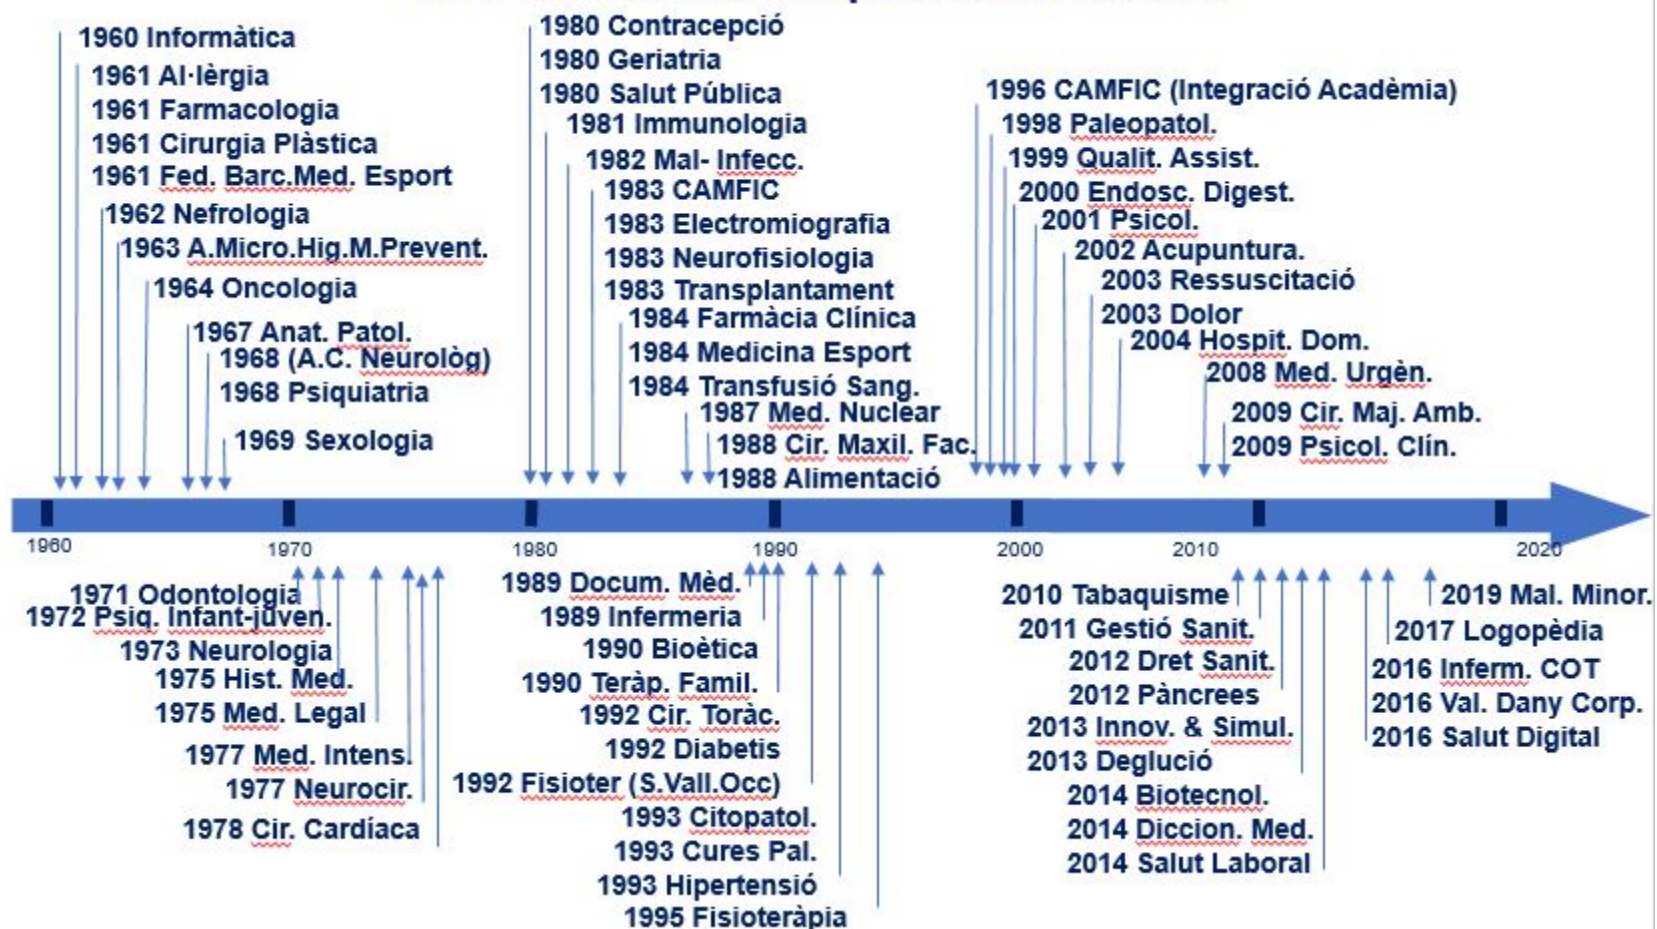 1960 Informàtica
1961 Al·lèrgia
1961 Farmacologia
1961 Cirurgia Plàstica
1961 Fed. Barc.Med. Esport
1962 Nefrologia
1963 A.Micro.Hig.M.Prevent.
1964 Oncologia
1967 Anat. Patol.
1968 (A.C. Neurològ)
1968 Psiquiatria
1969 Sexologia
1980 Contracepció
1980 Geriatria
1980 Salut Pública
1981 Immunologia
1982 Mal- Infecc.
1983 CAMFIC
1983 Electromiografia
1983 Neurofisiologia
1983 Transplantament
1984 Farmàcia Clínica
1984 Medicina Esport
1984 Transfusió Sang.
1987 Med. Nuclear
1988 Cir. Maxil. Fac.
1988 Alimentació
1996 CAMFIC (Integració Acadèmia)
1998 Paleopatol.
1999 Qualit. Assist.
2000 Endosc. Digest.
2001 Psicol.
2002 Acupuntura.
2003 Ressuscitació
2003 Dolor
2004 Hospit. Dom.
2008 Med. Urgèn.
2009 Cir. Maj. Amb.
2009 Psicol. Clín.
1960 1970 1980 1990 2000 2010 2020
1971 Odontologia
1972 Psiq. Infant-juven.
1973 Neurologia
1975 Hist. Med.
1975 Med. Legal
1977 Med. Intens.
1977 Neurocir.
1978 Cir. Cardíaca
1989 Docum. Mèd.
1989 Infermeria
1990 Bioètica
1990 Teràp. Famil.
1992 Cir. Toràc.
1992 Diabetis
1992 Fisioter (S.Vall.Occ)
1993 Citopatol.
1993 Cures Pal.
1993 Hipertensió
1995 Fisioteràpia
2010 Tabaquisme
2011 Gestió Sanit.
2012 Dret Sanit.
2012 Pàncrees
2013 Innov. & Simul.
2013 Deglució
2014 Biotecnol.
2014 Diccion. Med.
2014 Salut Laboral
2019 Mal. Minor.
2017 Logopèdia
2016 Inferm. COT
2016 Val. Dany Corp.
2016 Salut Digital